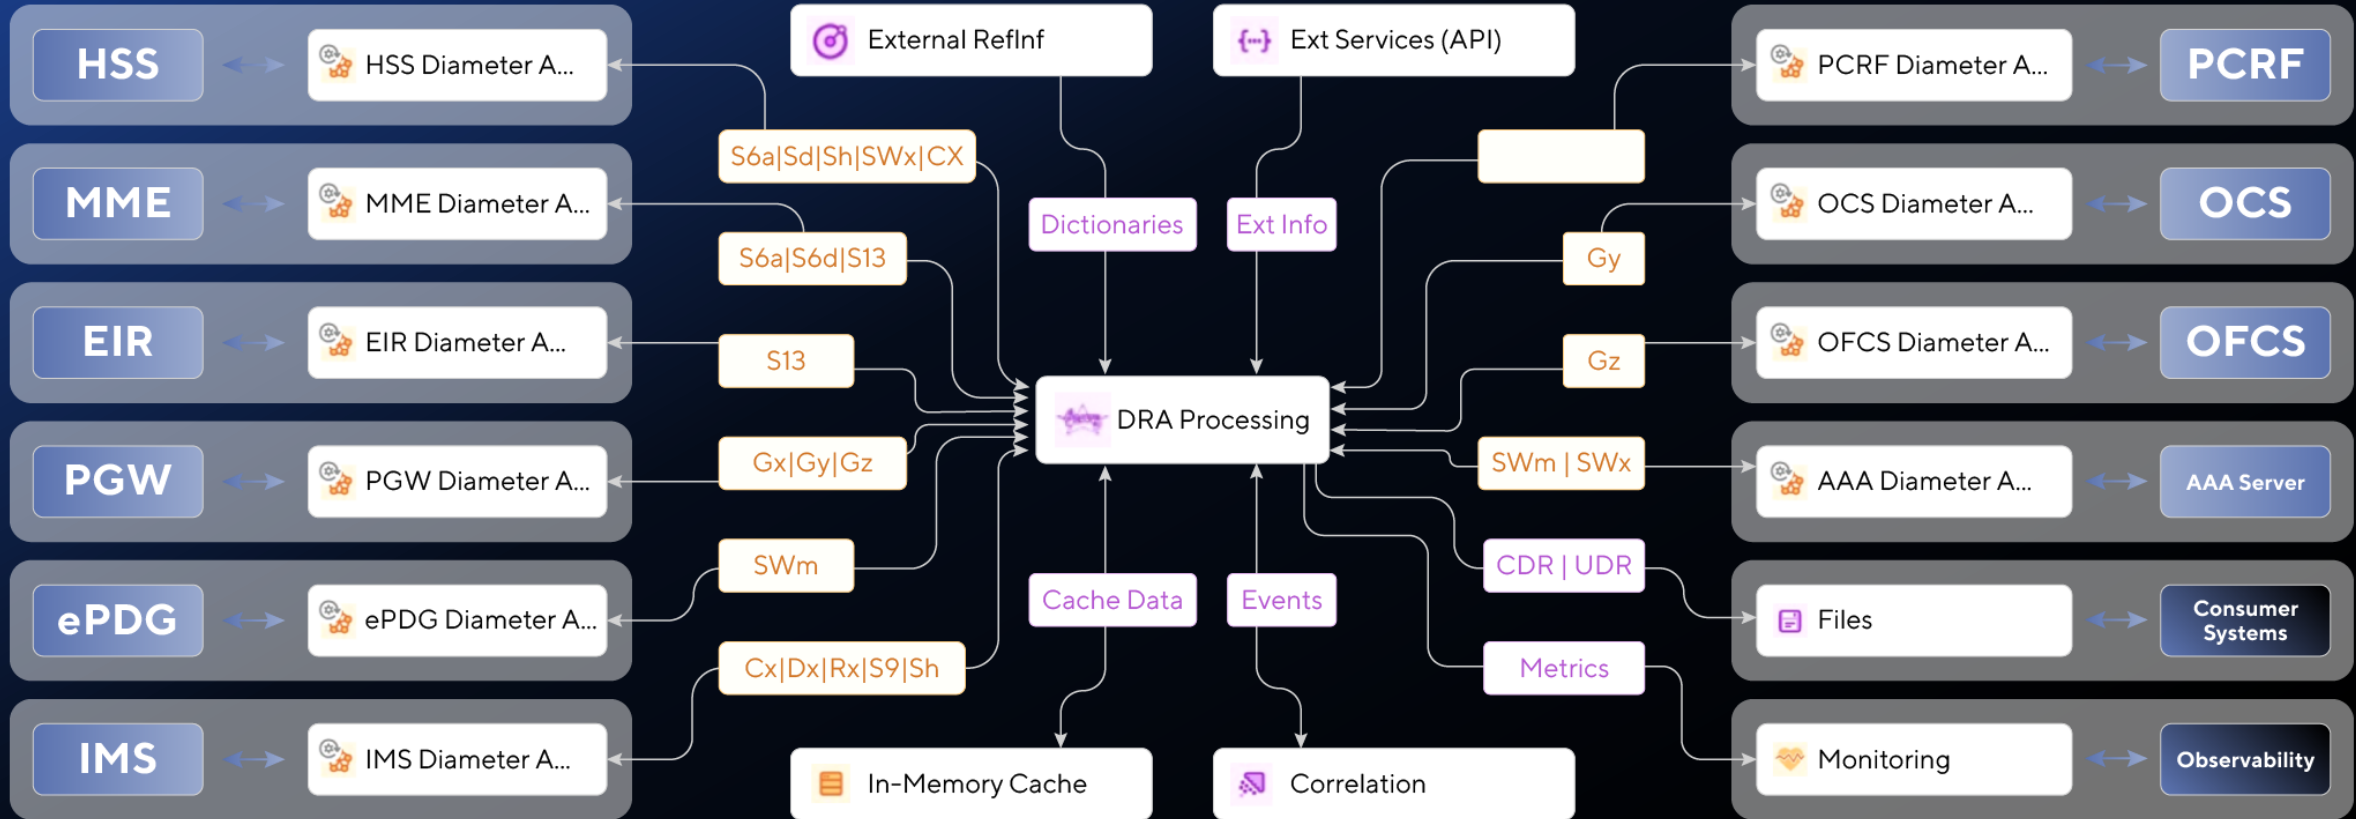 HSS
HSS Diameter A...
External RefInf
Ext Services (API)
PCRF Diameter A...
PCRF
S6a|Sd|Sh|SWx|CX
MME
MME Diameter A...
Dictionaries
Ext Info
OCS Diameter A...
OCS
S6a|S6d|S13
Gy
EIR
EIR Diameter A...
S13
Gz
OFCS Diameter A...
OFCS
DRA Processing
PGW
PGW Diameter A...
Gx|Gy|Gz
SWm | SWx
AAA Diameter A...
AAA Server
SWm
CDR | UDR
ePDG
ePDG Diameter A...
Cache Data
Events
Files
Consumer
Systems
Cx|Dx|Rx|S9|Sh
Metrics
IMS
IMS Diameter A...
In-Memory Cache
Correlation
Monitoring
Observability